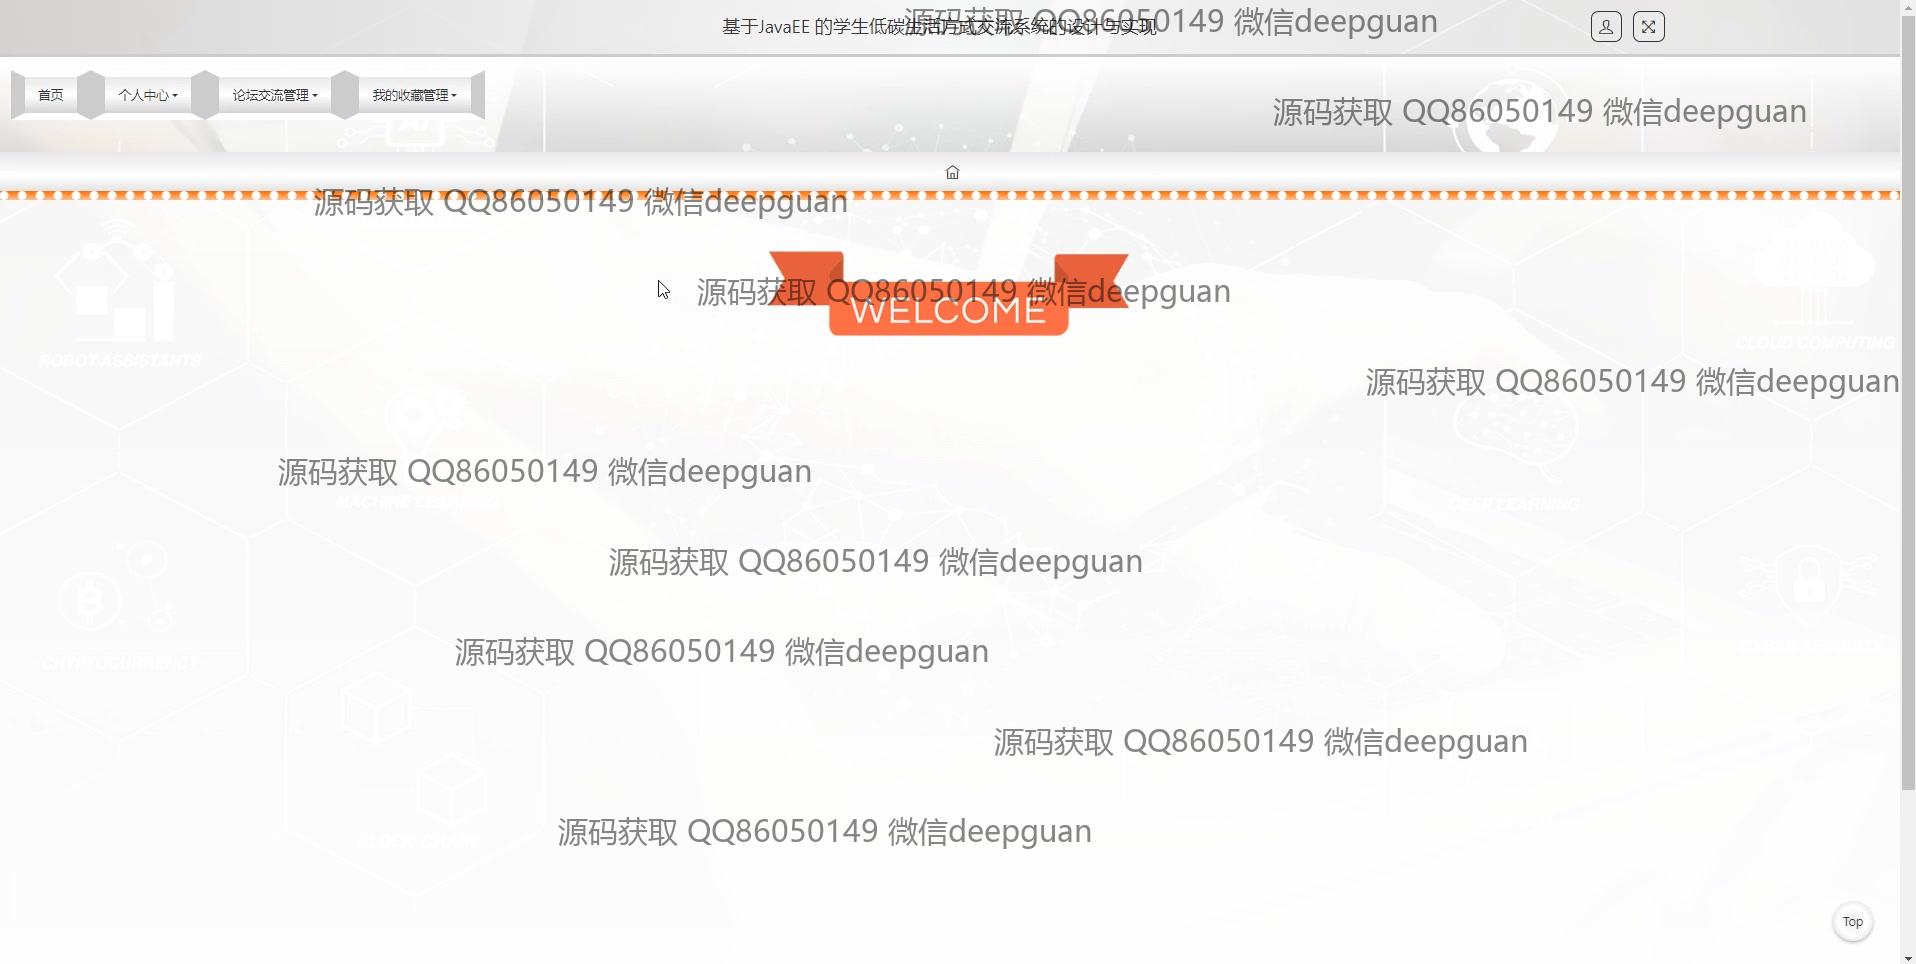 基于JavaEE 的学生低碳生活方式交流系统的设计与实现
源码获取 QQ86050149 微信deepguan
首页
个人中心
论坛交流管理
我的收藏管理
源码获取 QQ86050149 微信deepguan
源码获取 QQ86050149 微信deepguan
源码获取 QQ86050149 微信deepguan
WELCOME
ROBOT ASSISTANTS
CLOUD COMPUTING
源码获取 QQ86050149 微信deepguan
源码获取 QQ86050149 微信deepguan
MACHINE LEARNING
DEEP LEARNING
源码获取 QQ86050149 微信deepguan
源码获取 QQ86050149 微信deepguan
CRYPTOCURRENCY
源码获取 QQ86050149 微信deepguan
源码获取 QQ86050149 微信deepguan
BLOCK CHAIN
Top